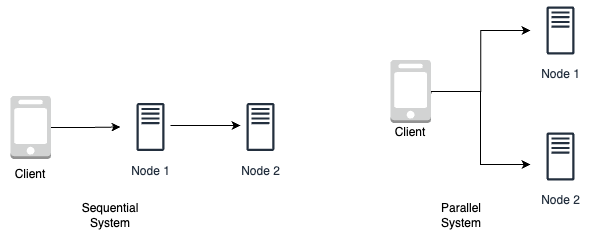 Client
Node 1
Node 2
Sequential
System
Client
Node 1
Node 2
Parallel
System